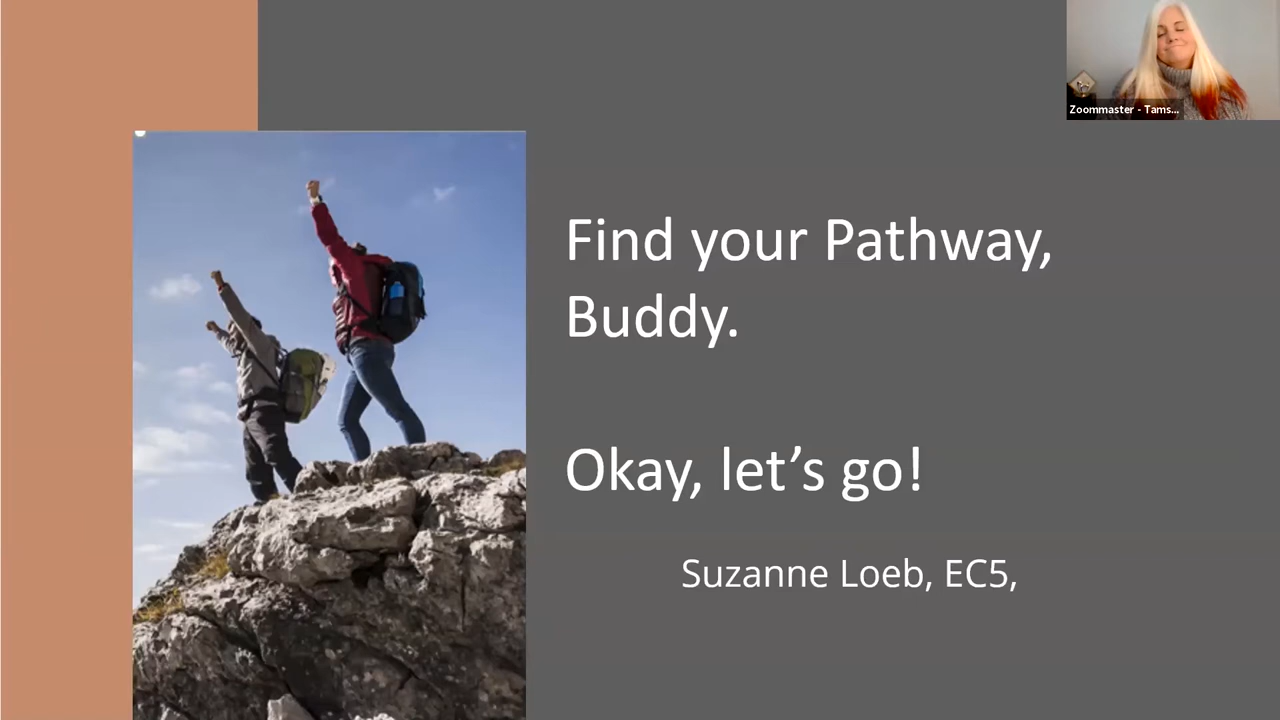 Zoommaster - Tams...
Find your Pathway,
Buddy.
Okay, let’s go!
Suzanne Loeb, EC5,